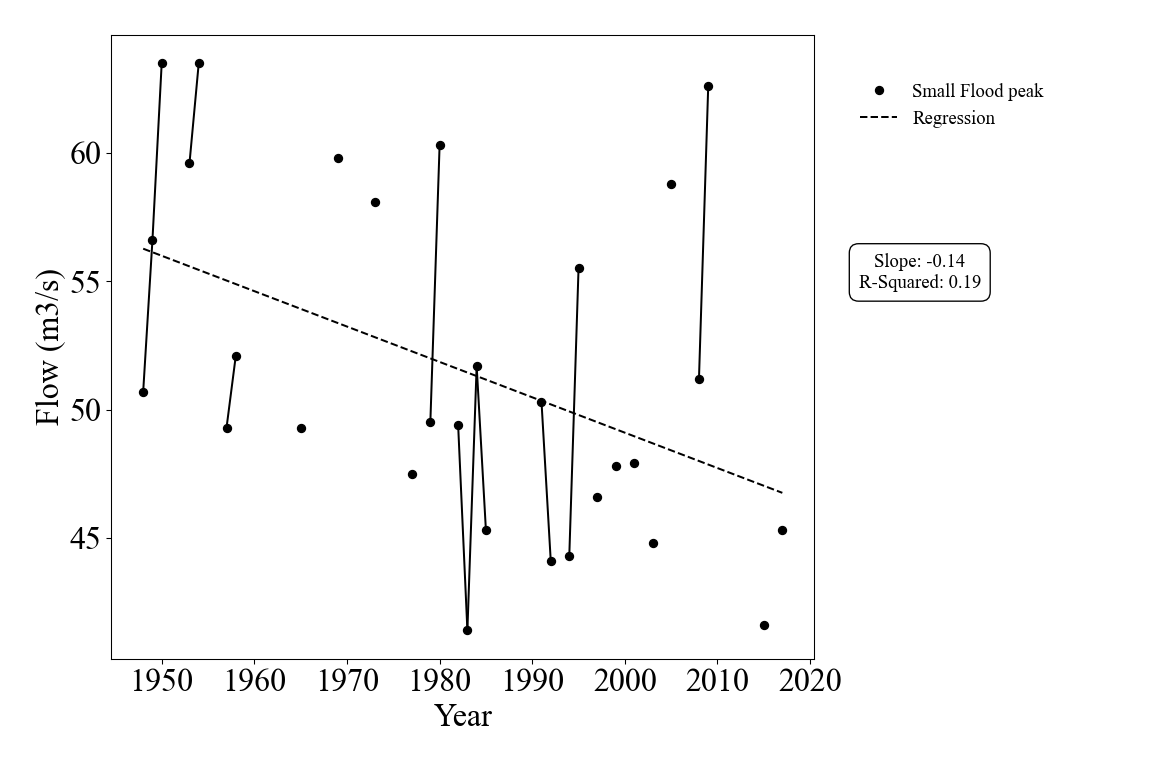 60
55
50
45
Flow (m3/s)
1950 1960 1970 1980 1990 2000 2010 2020
Year
Small Flood peak
Regression
Slope: -0.14
R-Squared: 0.19